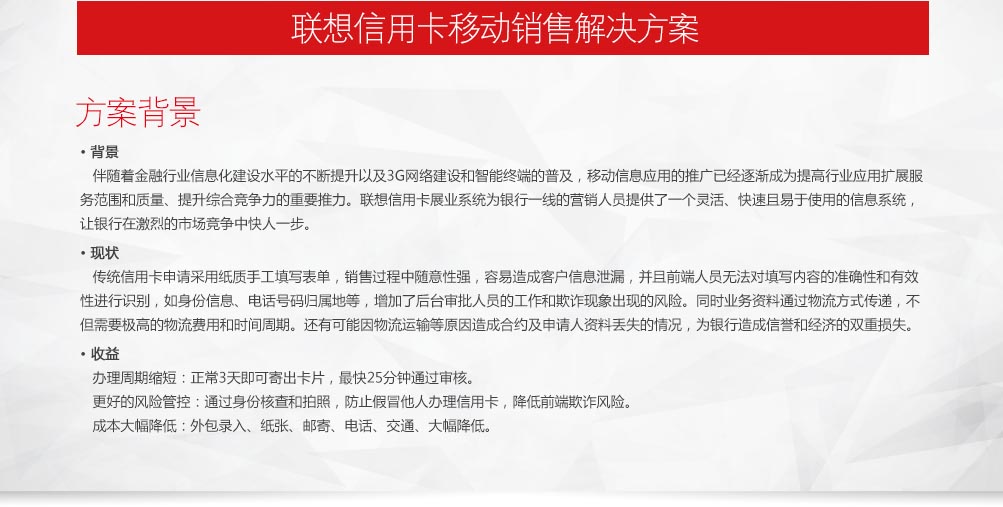 联想信用卡移动销售解决方案
方案背景
• 背景
伴随着金融行业信息化建设水平的不断提升以及3G网络建设和智能终端的普及，移动信息应用的推广已经逐渐成为提高行业应用扩展服
务范围和质量、提升综合竞争力的重要推力。联想信用卡展业系统为银行一线的营销人员提供了一个灵活、快速且易于使用的信息系统，
让银行在激烈的市场竞争中快人一步。
• 现状
传统信用卡申请采用纸质手工填写表单，销售过程中随意性强，容易造成客户信息泄漏，并且前端人员无法对填写内容的准确性和有效
性进行识别，如身份信息、电话号码归属地等，增加了后台审批人员的工作和欺诈现象出现的风险。同时业务资料通过物流方式传递，不
但需要极高的物流费用和时间周期。还有可能因物流运输等原因造成合约及申请人资料丢失的情况，为银行造成信誉和经济的双重损失。
• 收益
办理周期缩短：正常3天即可寄出卡片，最快25分钟通过审核。
更好的风险管控：通过身份核查和拍照，防止假冒他人办理信用卡，降低前端欺诈风险。
成本大幅降低：外包录入、纸张、邮寄、电话、交通、大幅降低。